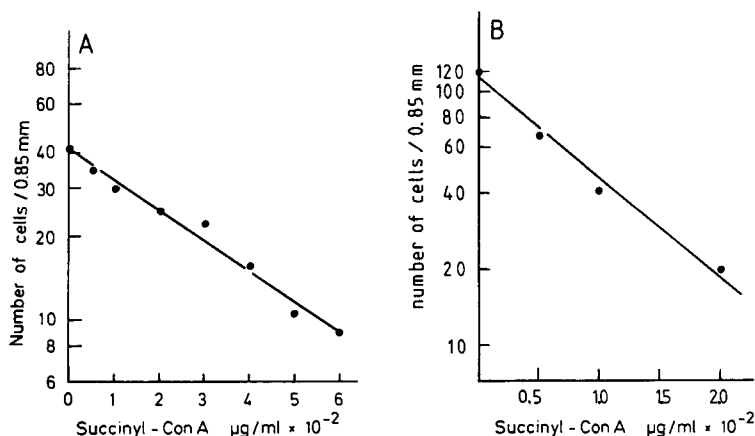 A
Number of cells / 0.85 mm
80
60
40
30
20
10
8
6
0 1 2 3 4 5 6
Succinyl-Con A µg/ml × 10⁻²
B
number of cells / 0.85 mm
120
100
80
60
40
20
10
0.5 1.0 1.5 2.0
Succinyl-Con A µg/ml × 10⁻²